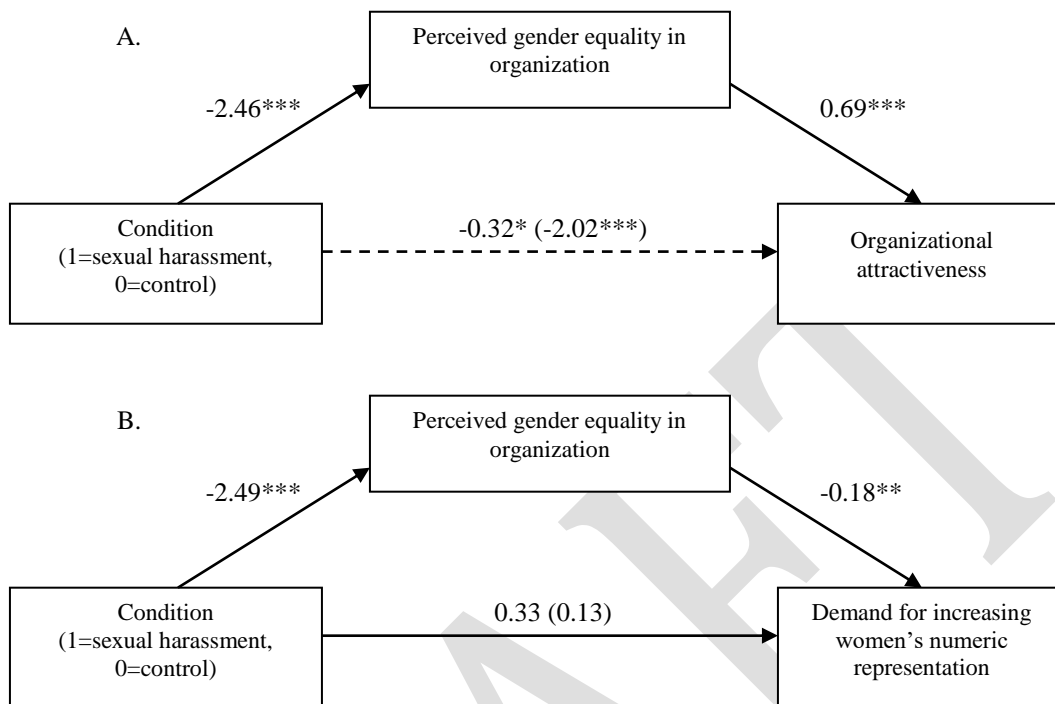 A.
Perceived gender equality in
organization
-2.46***
0.69***
Condition
(1=sexual harassment,
0=control)
-0.32* (-2.02***)
Organizational
attractiveness
B.
Perceived gender equality in
organization
-2.49***
-0.18**
Condition
(1=sexual harassment,
0=control)
0.33 (0.13)
Demand for increasing
women’s numeric
representation